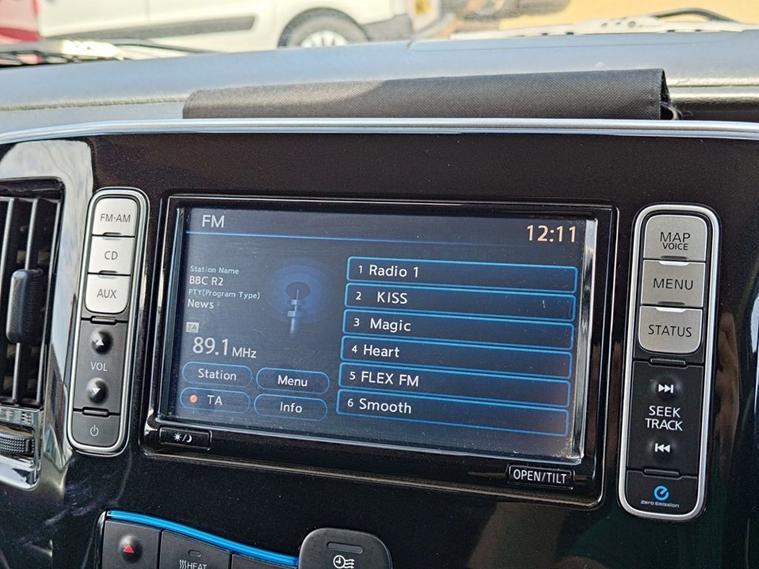 FM·AM
CD
AUX
VOL
FM
12:11
Station Name
BBC R2
PTY(Program Type)
News
TA
89.1 MHz
Station
Menu
TA
Info
1 Radio 1
2 KISS
3 Magic
4 Heart
5 FLEX FM
6 Smooth
MAP
VOICE
MENU
STATUS
SEEK
TRACK
Zero Emission
OPEN/TILT
HEAT